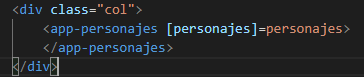 <div class="col">
<app-personajes [personajes]=personajes>
</app-personajes>
</div>